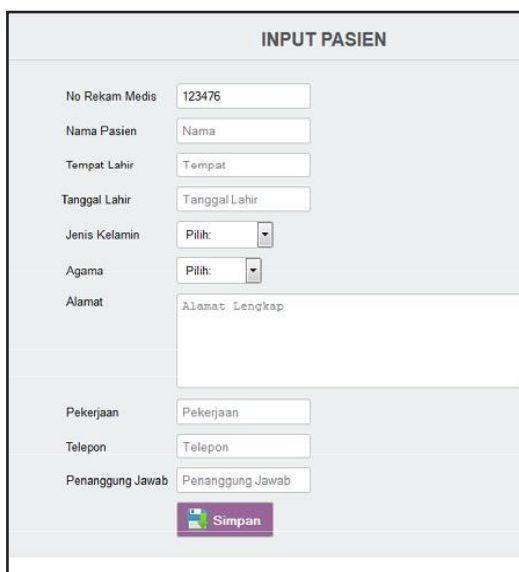 INPUT PASIEN
No Rekam Medis 123476
Nama Pasien Nama
Tempat Lahir Tempat
Tanggal Lahir Tanggal Lahir
Jenis Kelamin Pilih:
Agama Pilih:
Alamat Alamat Lengkap
Pekerjaan Pekerjaan
Telepon Telepon
Penanggung Jawab Penanggung Jawab
Simpan